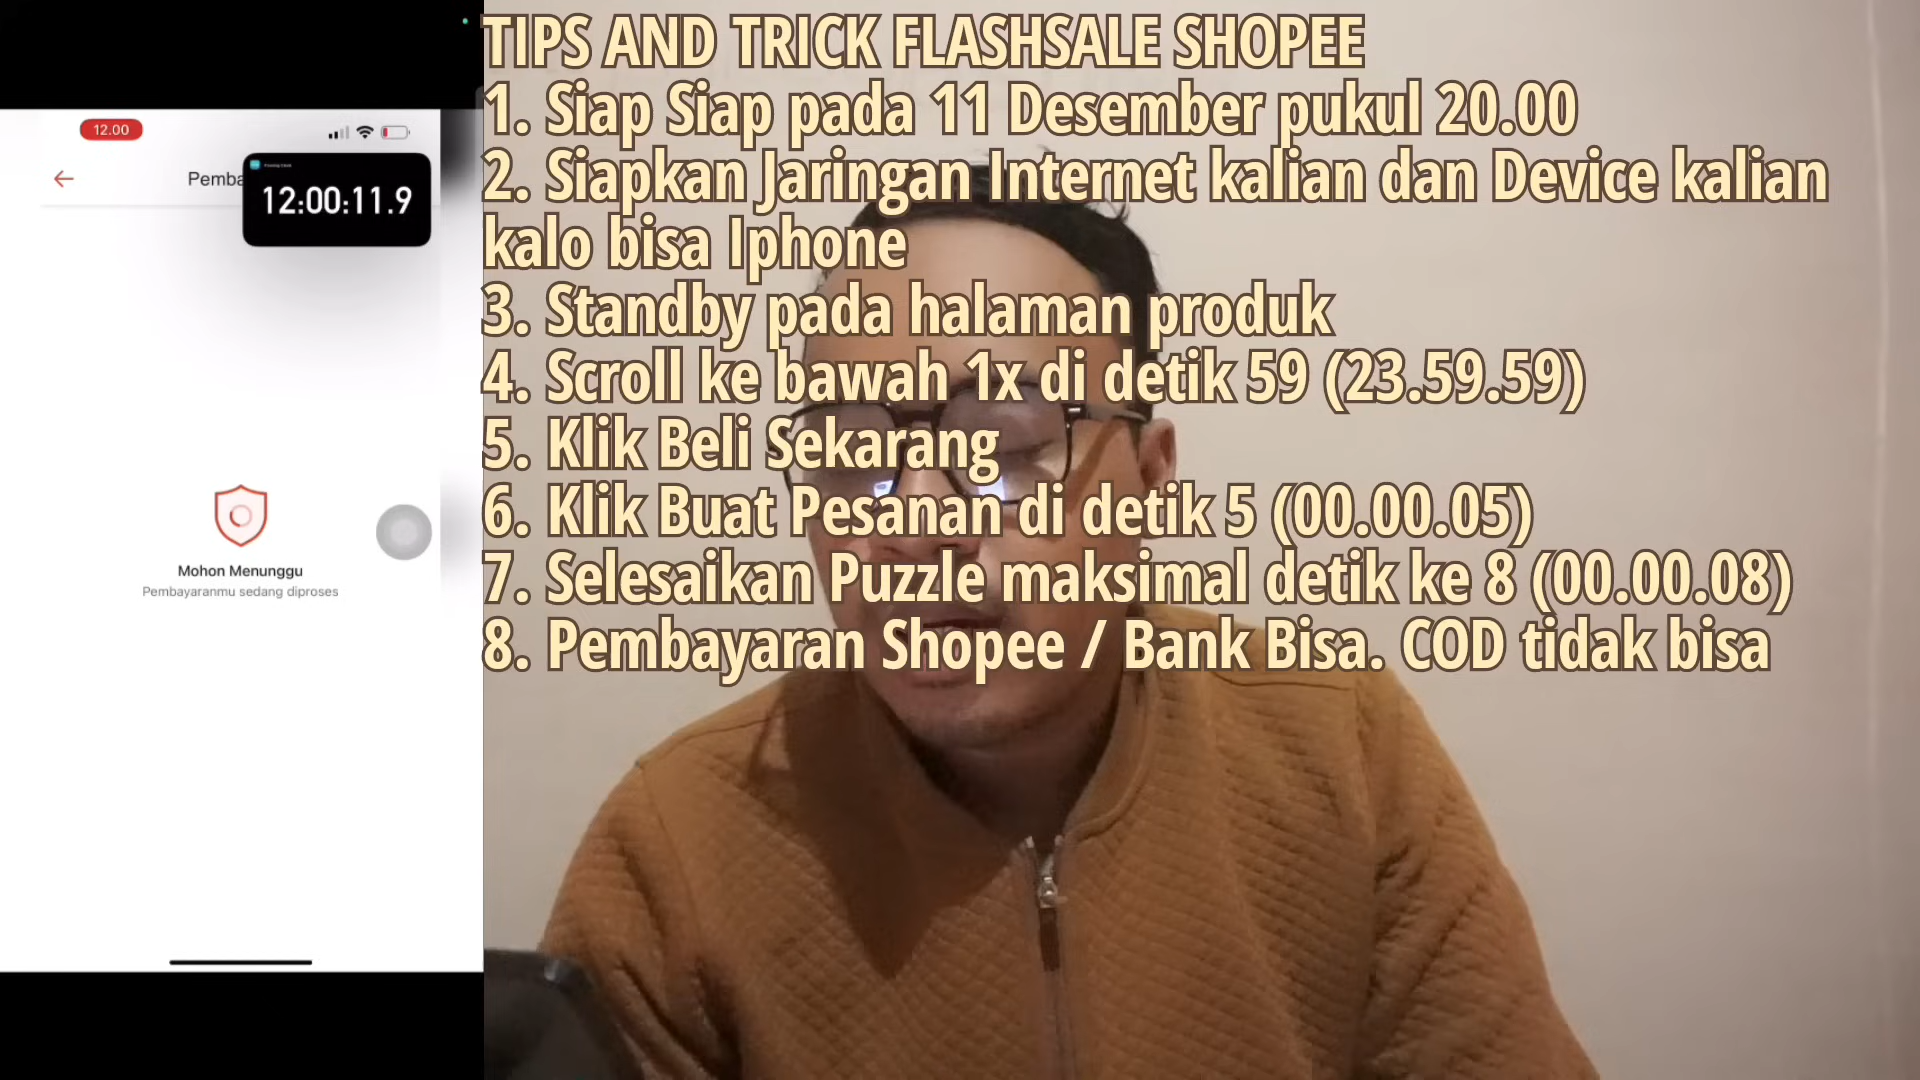 TIPS AND TRICK FLASHSALE SHOPEE
1. Siap Siap pada 11 Desember pukul 20.00
2. Siapkan Jaringan Internet kalian dan Device kalian
kalo bisa Iphone
3. Standby pada halaman produk
4. Scroll ke bawah 1x di detik 59 (23.59.59)
5. Klik Beli Sekarang
6. Klik Buat Pesanan di detik 5 (00.00.05)
7. Selesaikan Puzzle maksimal detik ke 8 (00.00.08)
8. Pembayaran Shopee / Bank Bisa. COD tidak bisa
12.00
Pemba
12:00:11.9
Mohon Menunggu
Pembayaranmu sedang diproses